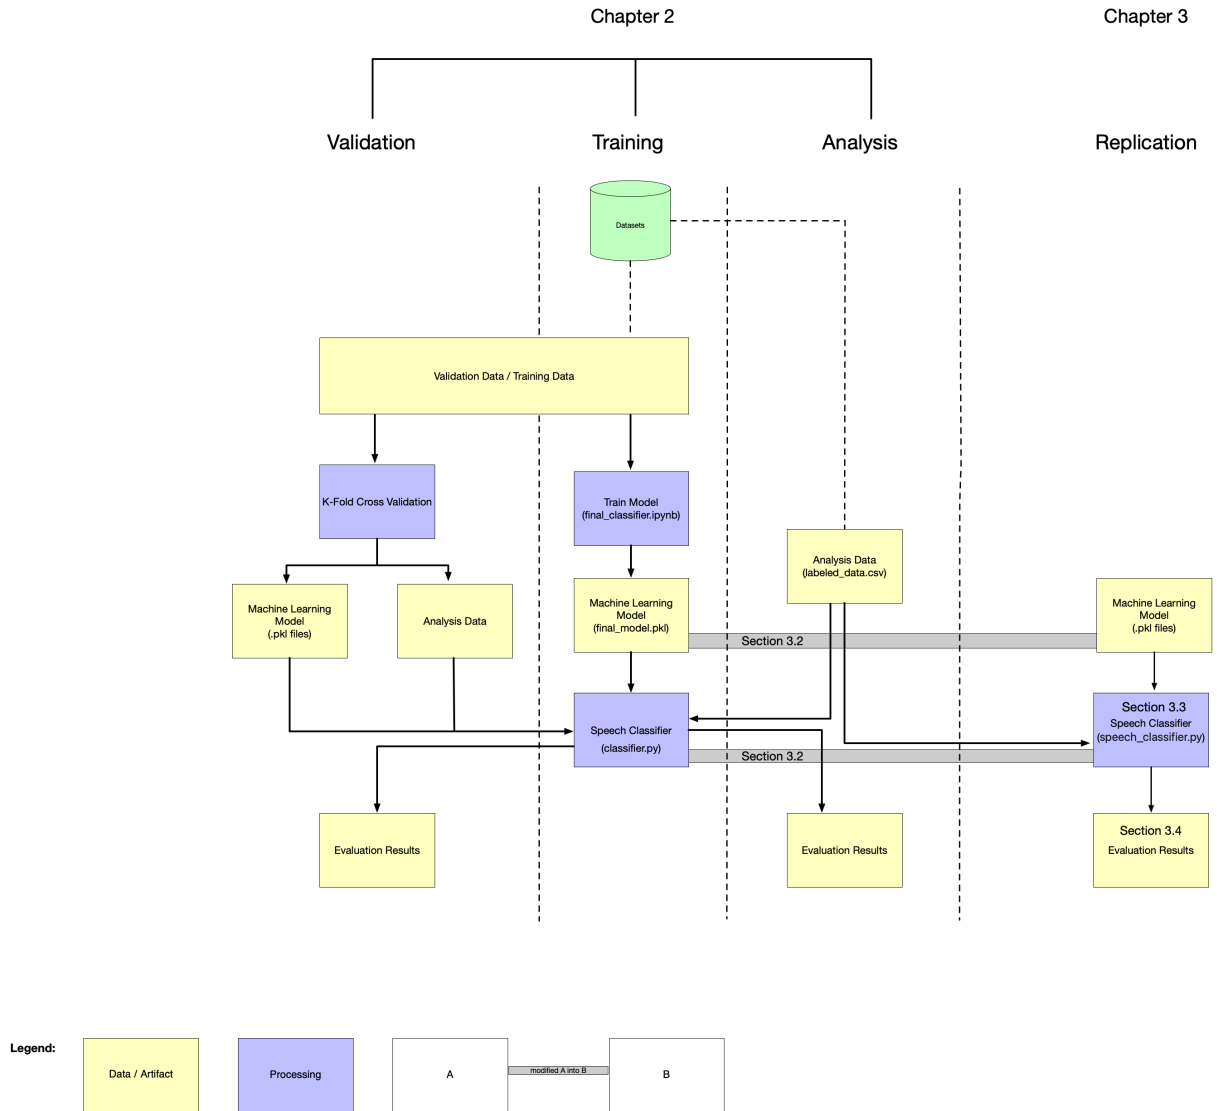 Chapter 2
Chapter 3
Validation
Training
Analysis
Replication
Datasets
Validation Data / Training Data
K-Fold Cross Validation
Train Model
(final_classifier.ipynb)
Analysis Data
(labeled_data.csv)
Machine Learning
Model
(.pkl files)
Analysis Data
Machine Learning
Model
(final_model.pkl)
Section 3.2
Machine Learning
Model
(.pkl files)
Speech Classifier
(classifier.py)
Section 3.2
Section 3.3
Speech Classifier
(speech_classifier.py)
Evaluation Results
Evaluation Results
Section 3.4
Evaluation Results
Legend:
Data / Artifact
Processing
A
modified A into B
B